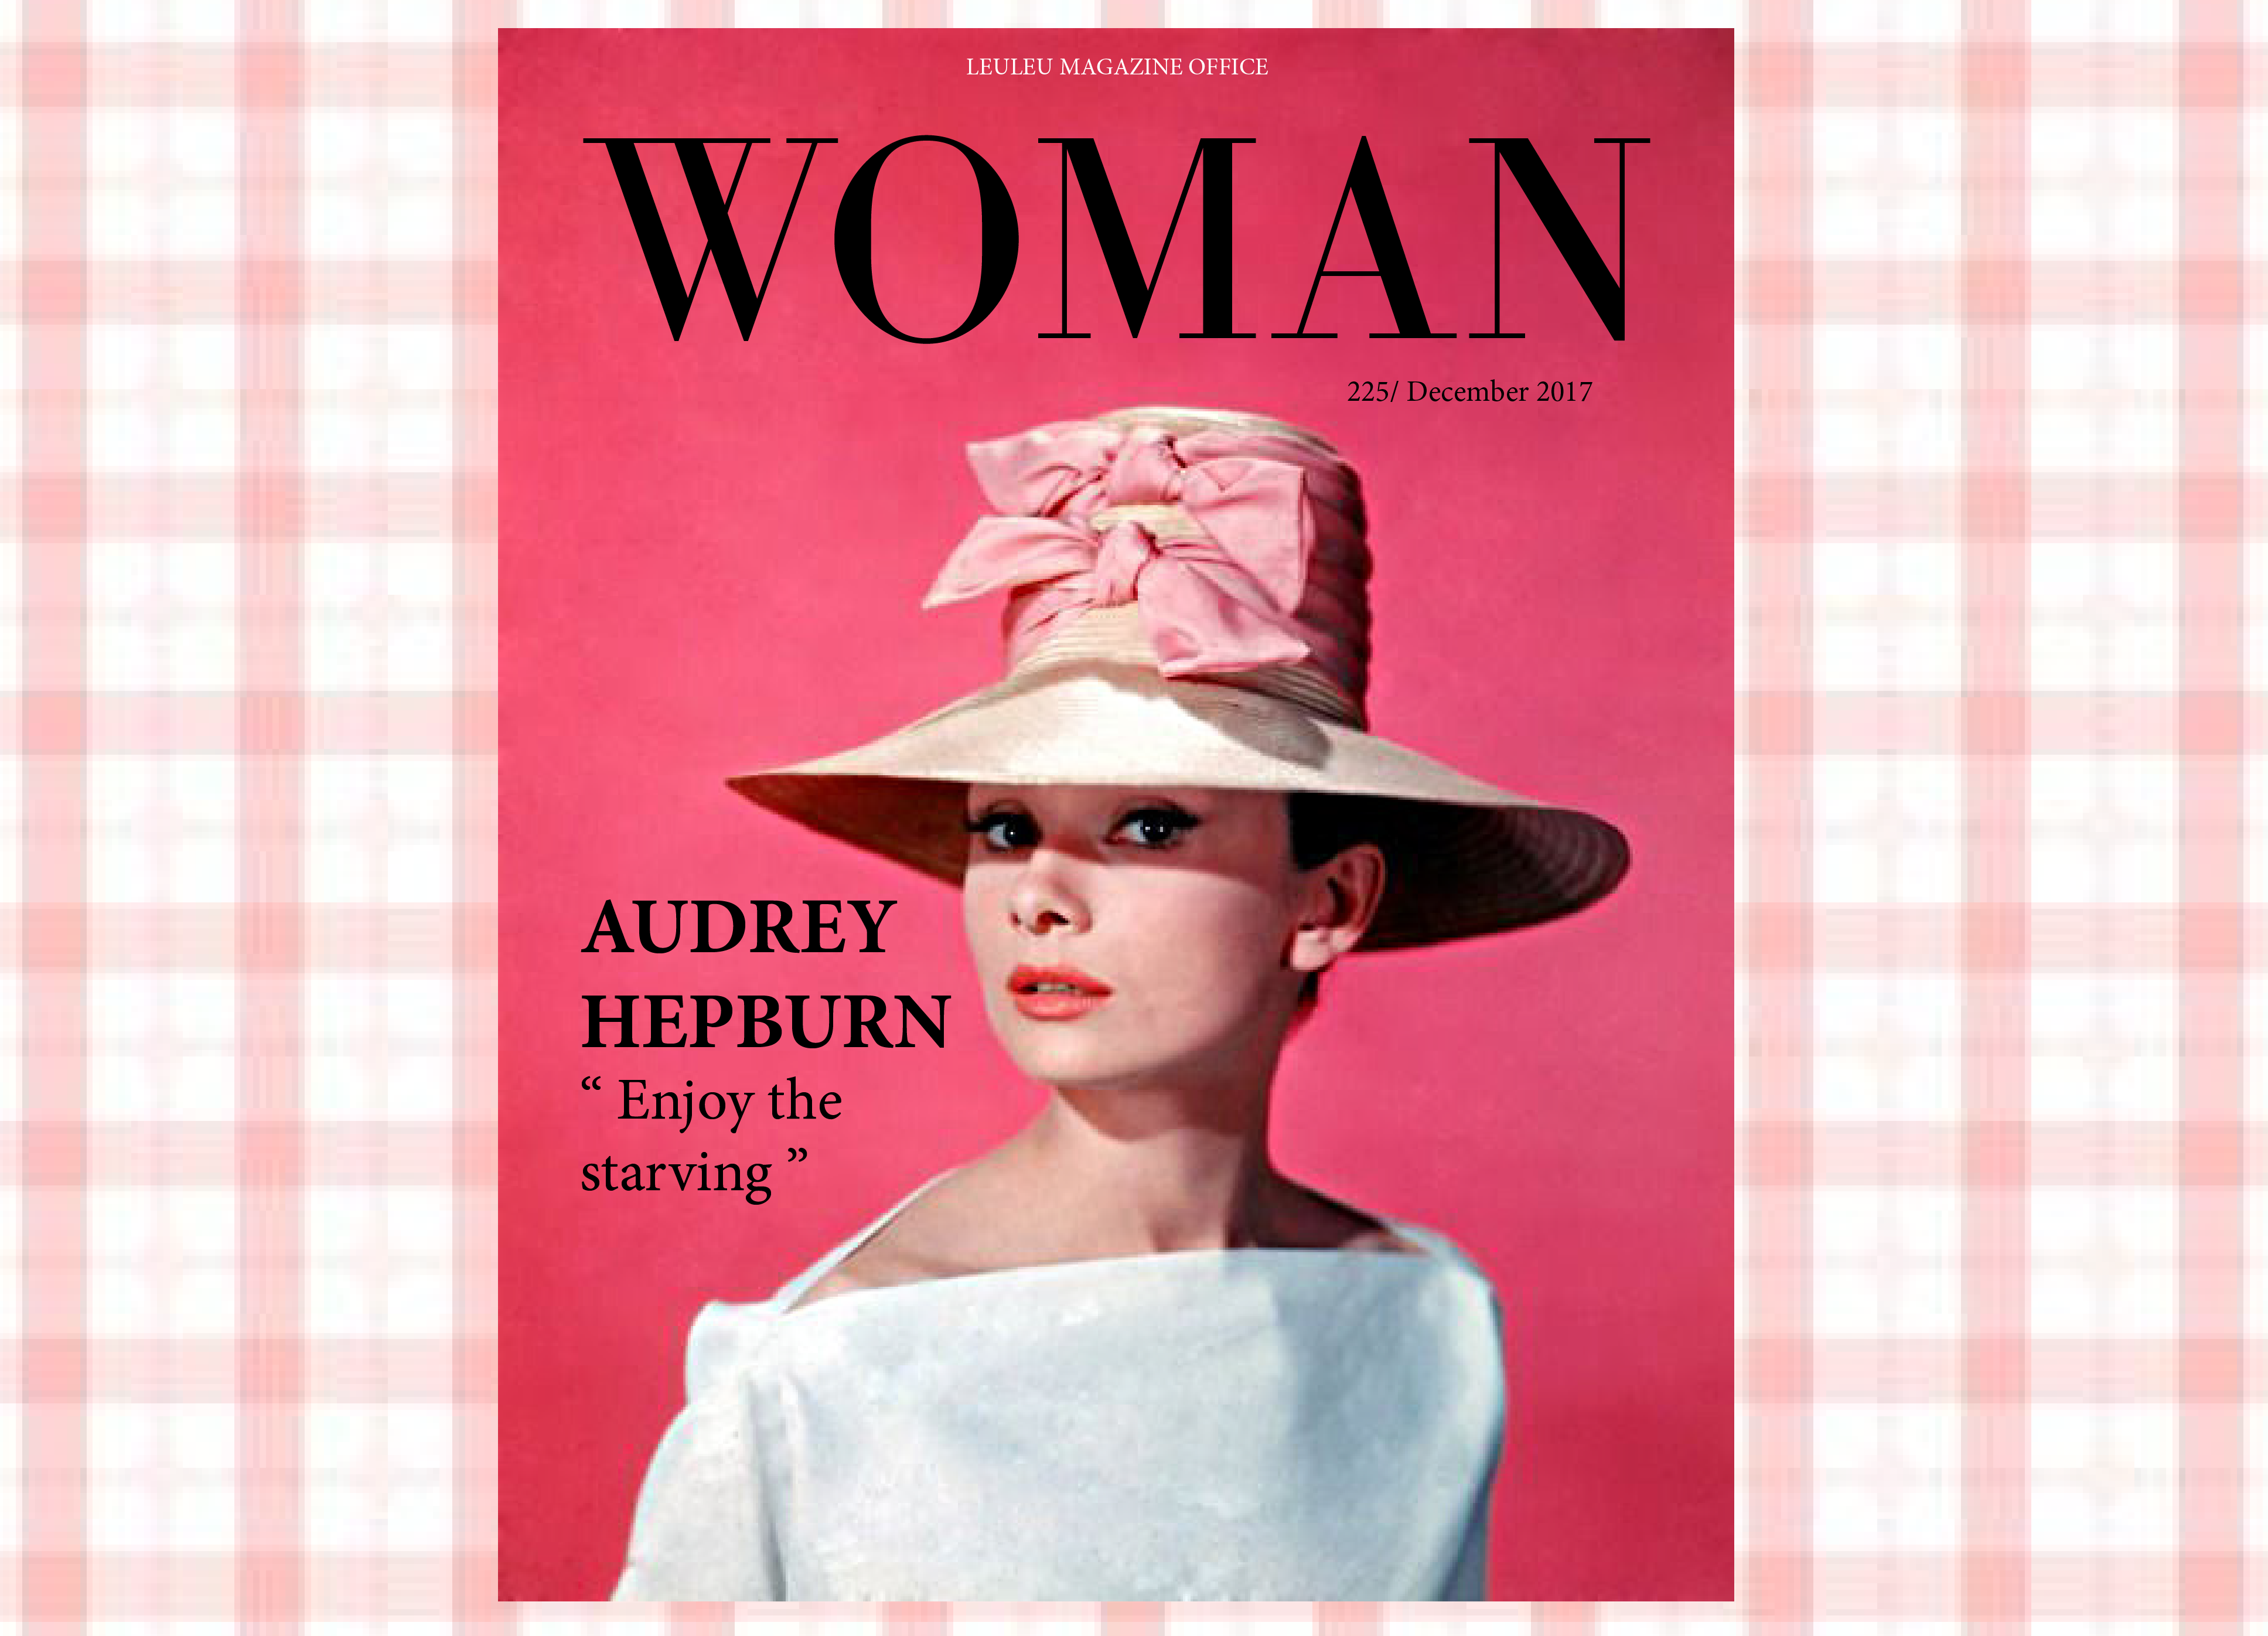 LEULEU MAGAZINE OFFICE
WOMAN
225/ December 2017
AUDREY
HEPBURN
“ Enjoy the
starving ”